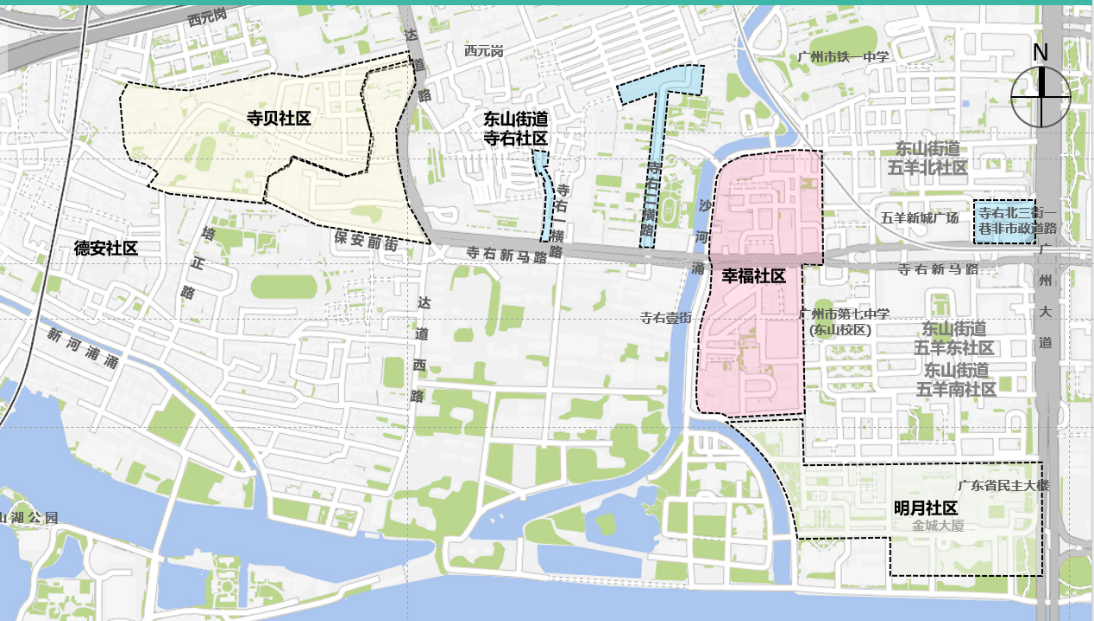 西元岗
达道路
西元岗
广州市铁一中学
N
寺贝社区
东山街道
寺右社区
东山街道
五羊北社区
寺右一横路
寺右二横路
沙河涌
五羊新城广场
寺右北三街一
巷非市政道路
德安社区
培正路
保安前街
寺右新马路
幸福社区
寺右新马路
广州大道
达道西路
寺右壹街
广州市第七中学
(东山校区)
东山街道
五羊东社区
东山街道
五羊南社区
新河浦涌
广东省民主大楼
明月社区
金城大厦
山湖公园